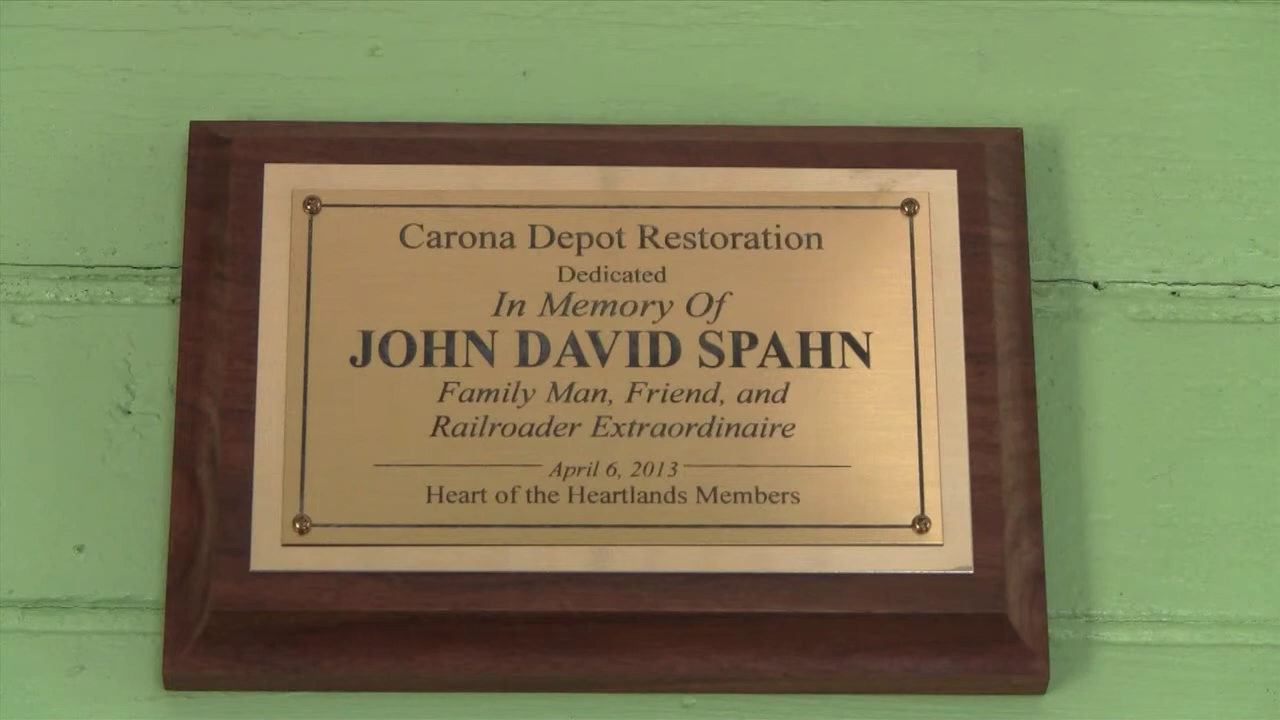 Carona Depot Restoration
Dedicated
In Memory Of
JOHN DAVID SPAHN
Family Man, Friend, and
Railroader Extraordinaire
April 6, 2013
Heart of the Heartlands Members